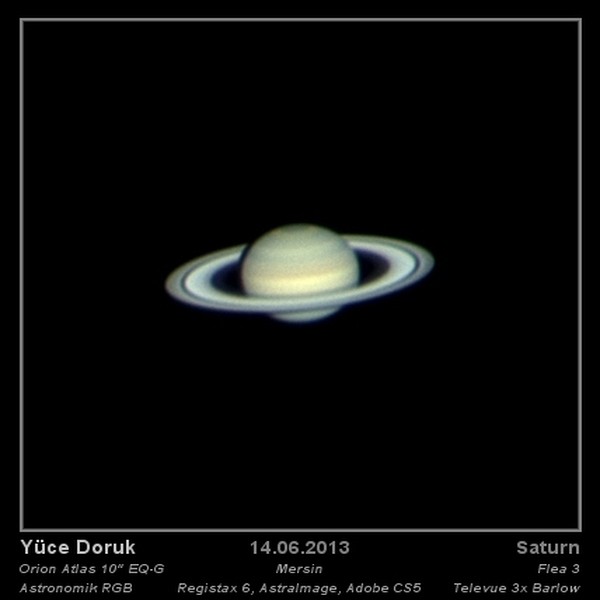 Yüce Doruk 14.06.2013 Saturn
Orion Atlas 10" EQ-G Mersin Flea 3
Astronomik RGB Registax 6, AstraImage, Adobe CS5 Televue 3x Barlow